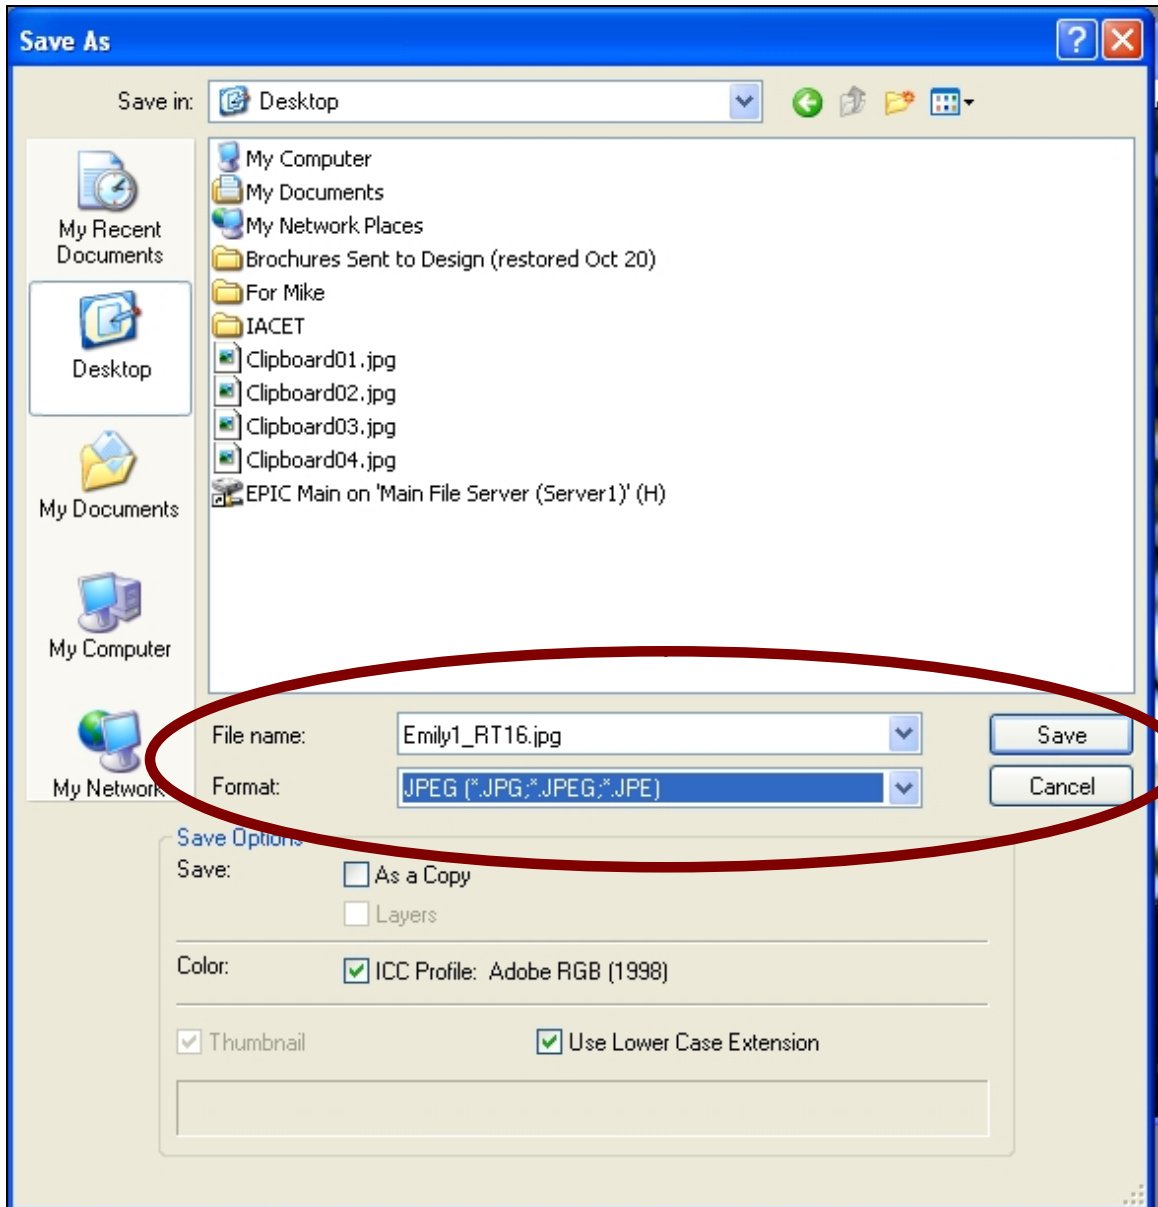 Save As
Save in:
Desktop
My Recent
Documents
Desktop
My Documents
My Computer
My Network
My Computer
My Documents
My Network Places
Brochures Sent to Design (restored Oct 20)
For Mike
IACET
Clipboard01.jpg
Clipboard02.jpg
Clipboard03.jpg
Clipboard04.jpg
EPIC Main on 'Main File Server (Server1)' (H)
File name:
Emily1_RT16.jpg
Save
Format:
JPEG (*.JPG;*.JPEG;*.JPE)
Cancel
Save Options
Save:
As a Copy
Layers
Color:
ICC Profile: Adobe RGB (1998)
Thumbnail
Use Lower Case Extension